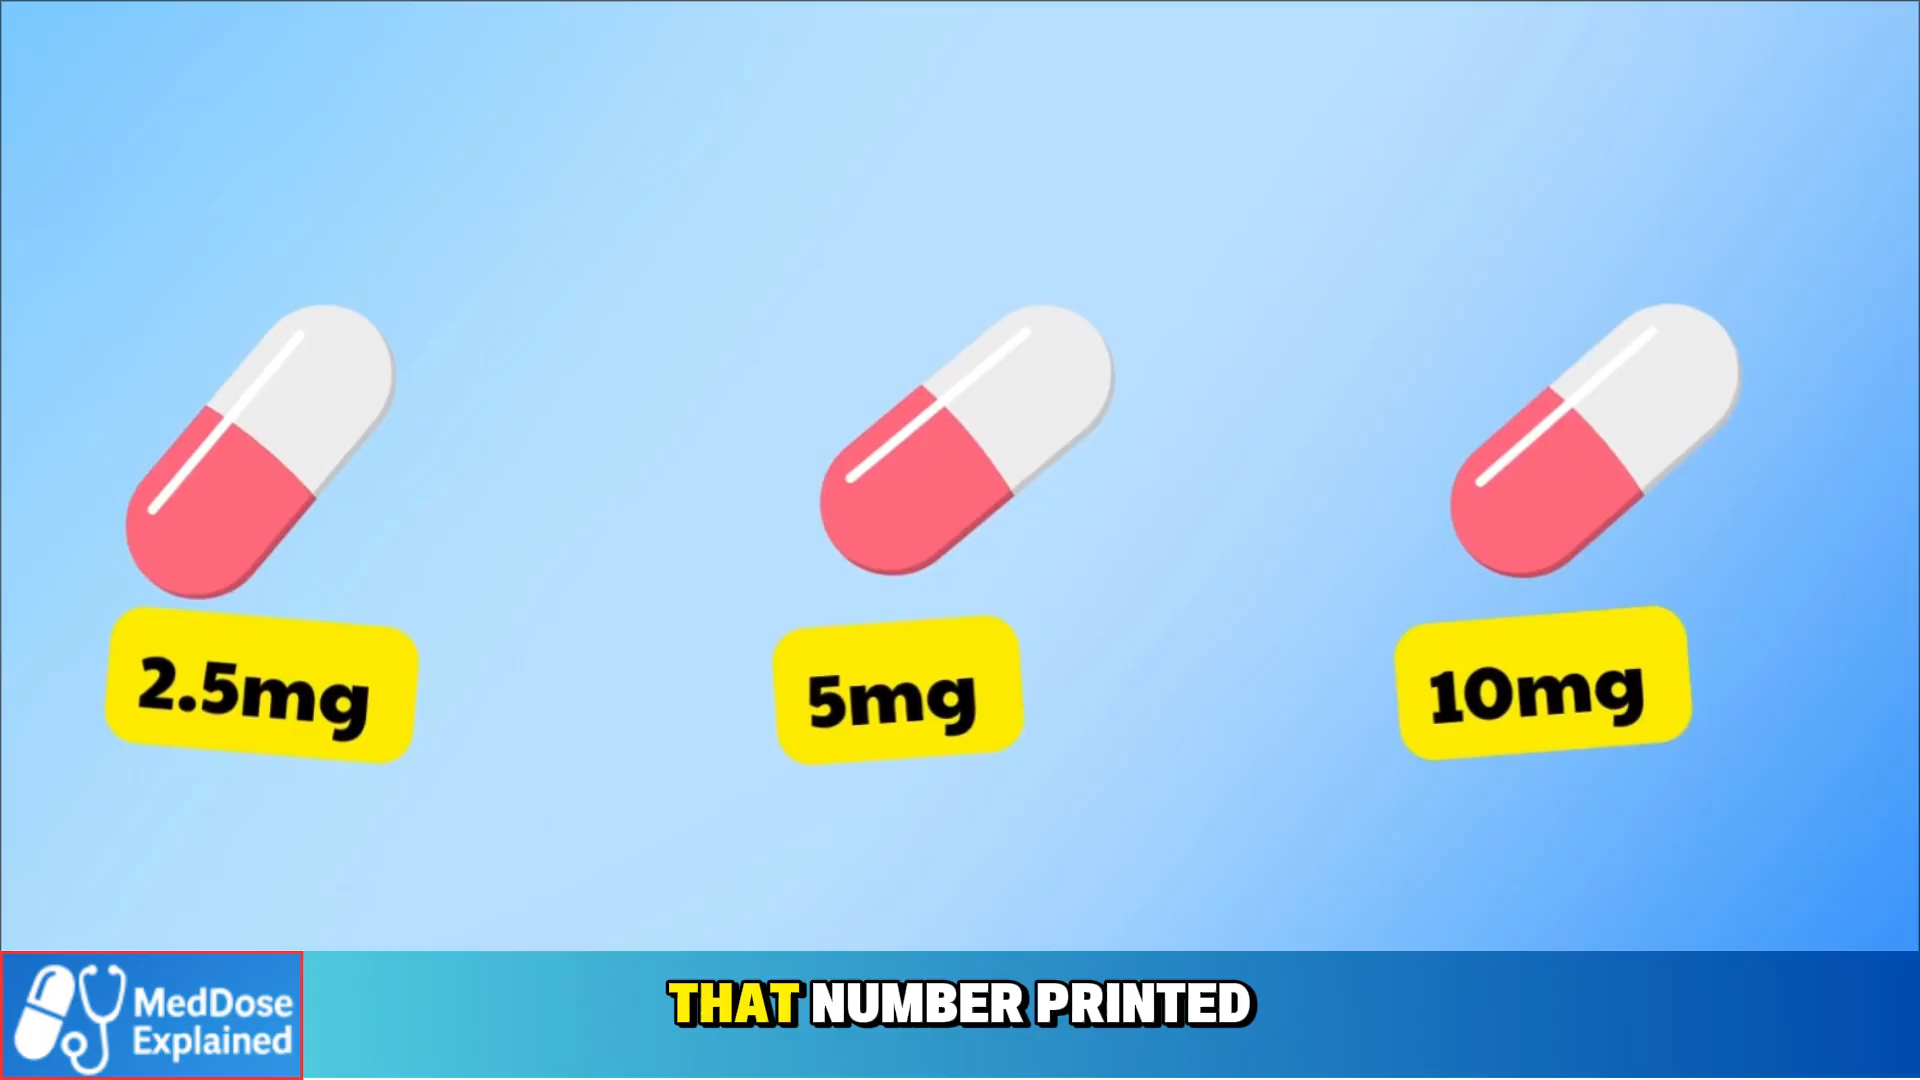 2.5mg
5mg
10mg
MedDose
Explained
THAT NUMBER PRINTED